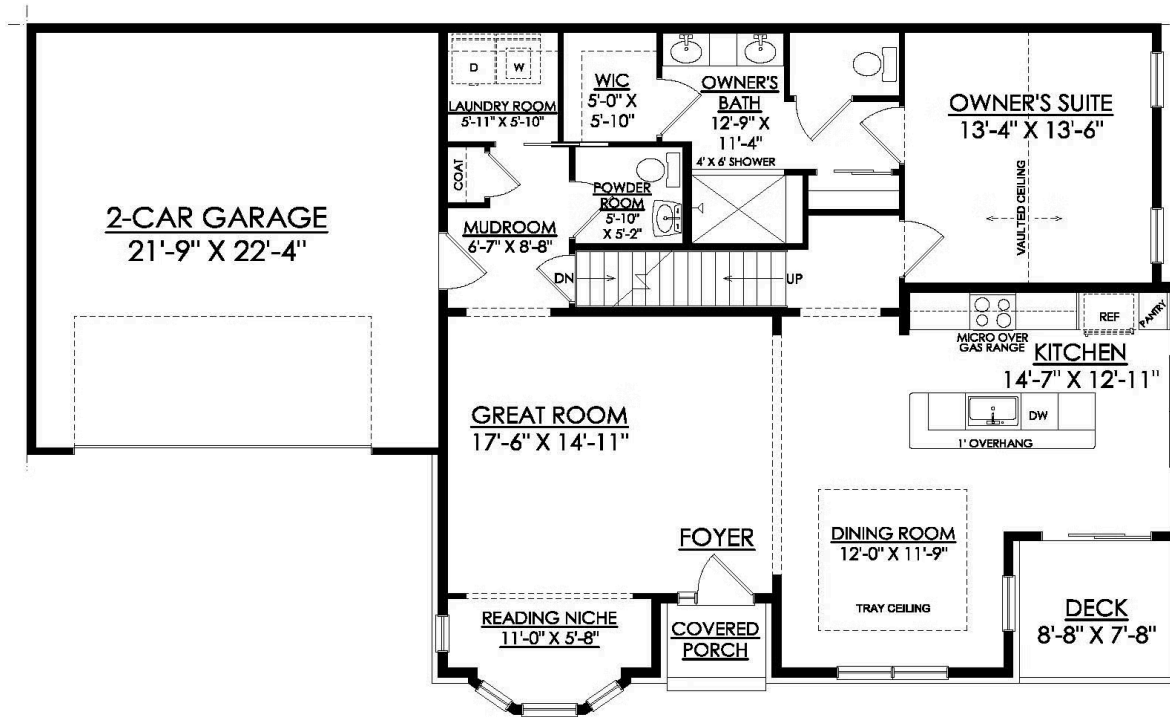 D
W
LAUNDRY ROOM
5'-11" X 5'-10"
WIC
5'-0" X
5'-10"
OWNER'S
BATH
12'-9" X
11'-4"
4' X 6' SHOWER
OWNER'S SUITE
13'-4" X 13'-6"
VAULTED CEILING
COAT
POWDER
ROOM
5'-10"
X 5'-2"
2-CAR GARAGE
21'-9" X 22'-4"
MUDROOM
6'-7" X 8'-8"
DN
UP
MICRO OVER
GAS RANGE
REF
PANTRY
KITCHEN
14'-7" X 12'-11"
DW
1' OVERHANG
GREAT ROOM
17'-6" X 14'-11"
FOYER
DINING ROOM
12'-0" X 11'-9"
TRAY CEILING
READING NICHE
11'-0" X 5'-8"
COVERED
PORCH
DECK
8'-8" X 7'-8"